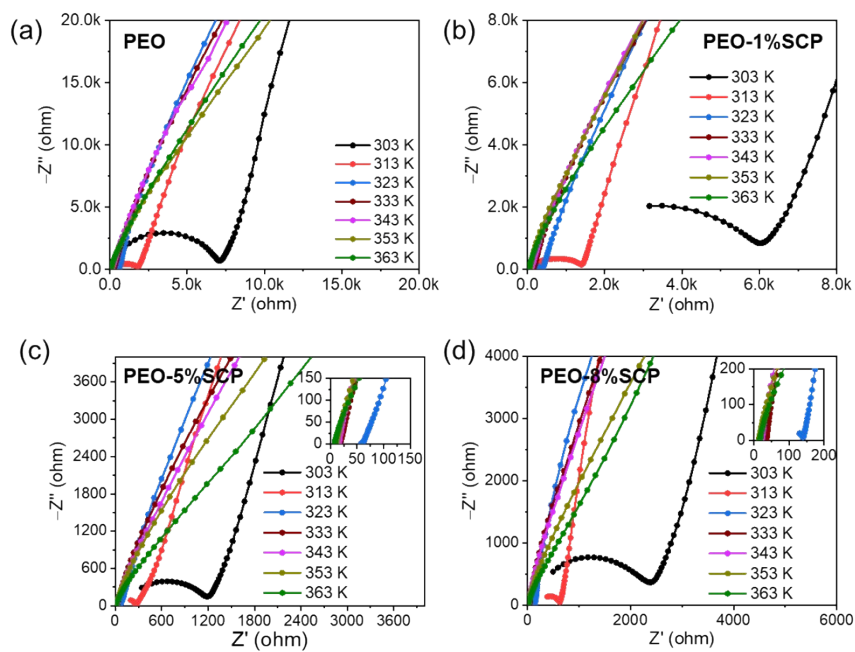 (a)
PEO
20.0k
15.0k
10.0k
5.0k
0.0
0.0 5.0k 10.0k 15.0k 20.0k
−Z'' (ohm)
Z' (ohm)
303 K
313 K
323 K
333 K
343 K
353 K
363 K
(b)
PEO-1%SCP
8.0k
6.0k
4.0k
2.0k
0.0
0.0 2.0k 4.0k 6.0k 8.0k
−Z'' (ohm)
Z' (ohm)
303 K
313 K
323 K
333 K
343 K
353 K
363 K
(c)
PEO-5%SCP
3600
3000
2400
1800
1200
600
0
0 600 1200 1800 2400 3000 3600
−Z'' (ohm)
Z' (ohm)
150
100
50
0
0 50 100 150
303 K
313 K
323 K
333 K
343 K
353 K
363 K
(d)
PEO-8%SCP
4000
3000
2000
1000
0
0 2000 4000 6000
−Z'' (ohm)
Z' (ohm)
200
100
0
0 100 200
303 K
313 K
323 K
333 K
343 K
353 K
363 K